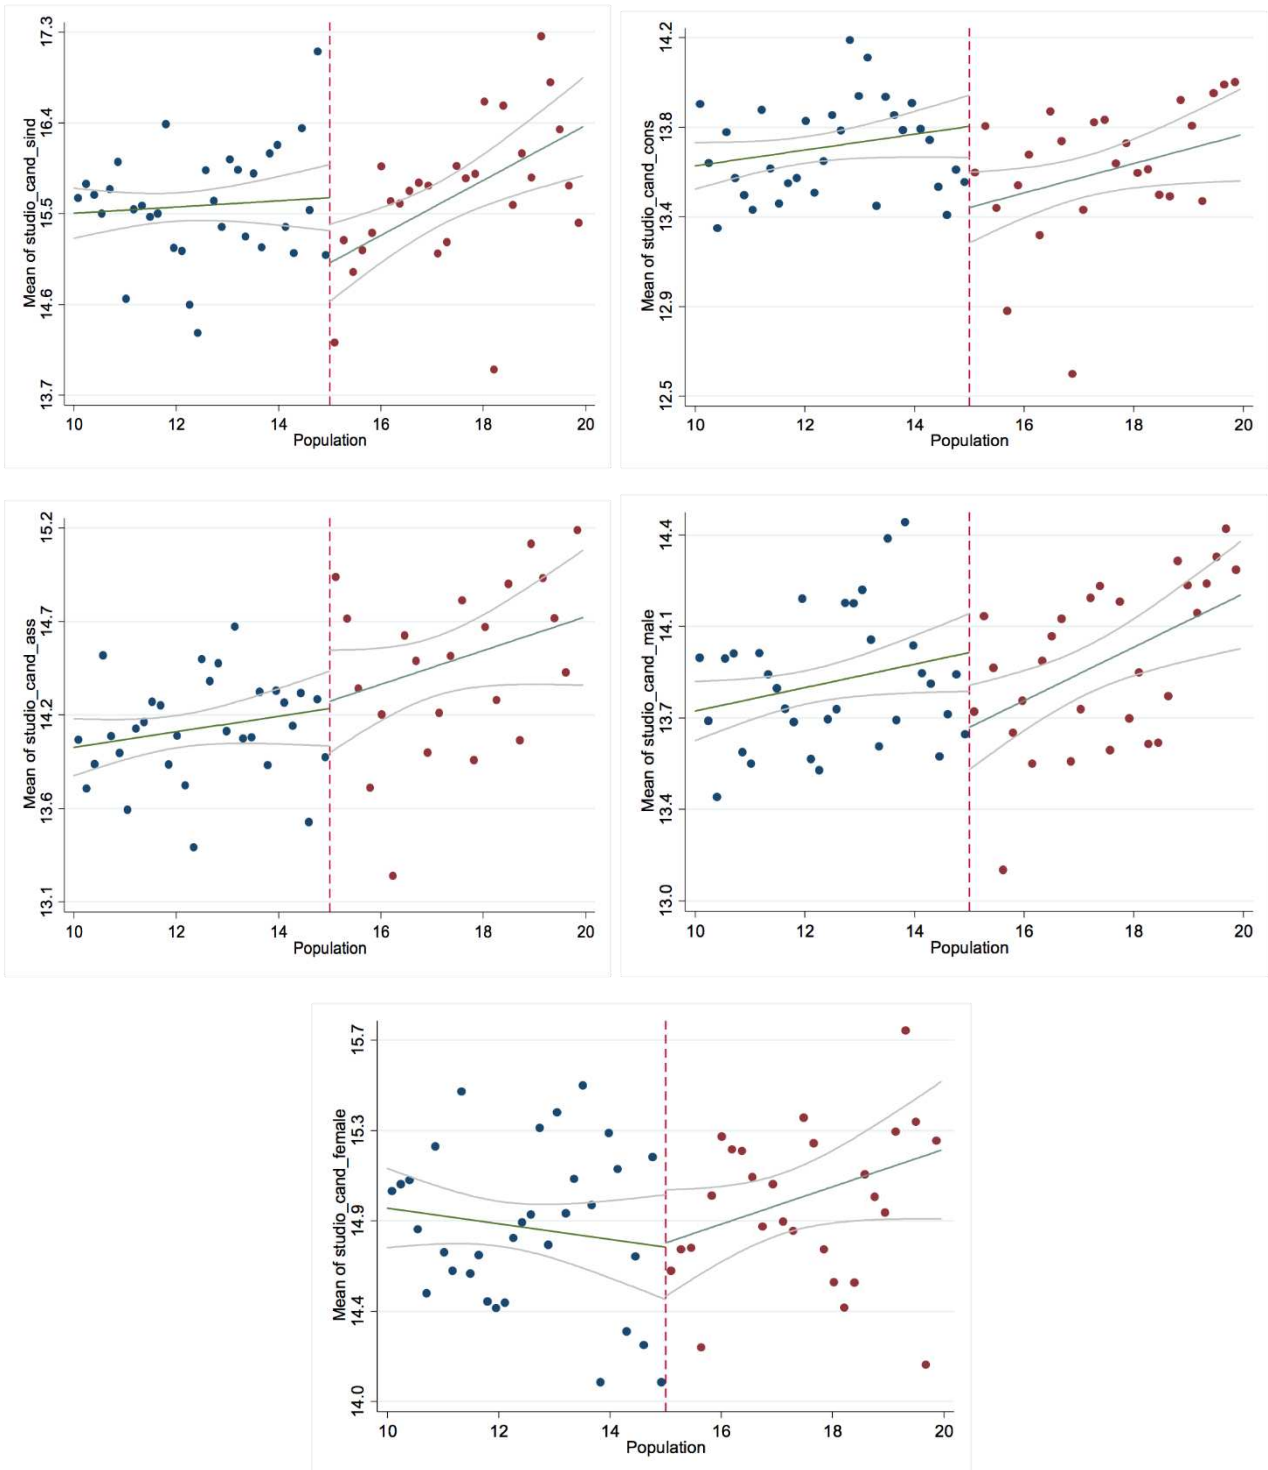 Mean of studio_cand_sind
17.3
16.4
15.5
14.6
13.7
10 12 14 16 18 20
Population
Mean of studio_cand_cons
14.2
13.8
13.4
12.9
12.5
10 12 14 16 18 20
Population
Mean of studio_cand_ass
15.2
14.7
14.2
13.6
13.1
10 12 14 16 18 20
Population
Mean of studio_cand_male
14.4
14.1
13.7
13.4
13.0
10 12 14 16 18 20
Population
Mean of studio_cand_female
15.7
15.3
14.9
14.4
14.0
10 12 14 16 18 20
Population